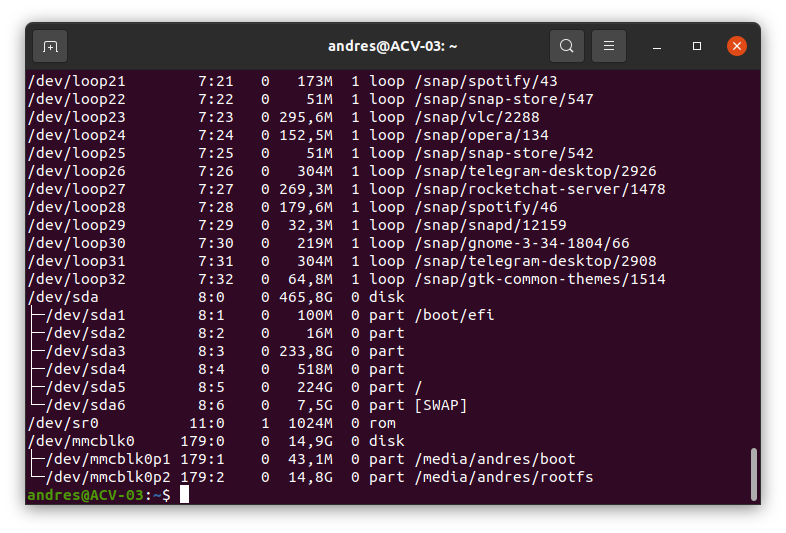 andres@ACV-03: ~
/dev/loop21 7:21 0 173M 1 loop /snap/spotify/43
/dev/loop22 7:22 0 51M 1 loop /snap/snap-store/547
/dev/loop23 7:23 0 295,6M 1 loop /snap/vlc/2288
/dev/loop24 7:24 0 152,5M 1 loop /snap/opera/134
/dev/loop25 7:25 0 51M 1 loop /snap/snap-store/542
/dev/loop26 7:26 0 304M 1 loop /snap/telegram-desktop/2926
/dev/loop27 7:27 0 269,3M 1 loop /snap/rocketchat-server/1478
/dev/loop28 7:28 0 179,6M 1 loop /snap/spotify/46
/dev/loop29 7:29 0 32,3M 1 loop /snap/snapd/12159
/dev/loop30 7:30 0 219M 1 loop /snap/gnome-3-34-1804/66
/dev/loop31 7:31 0 304M 1 loop /snap/telegram-desktop/2908
/dev/loop32 7:32 0 64,8M 1 loop /snap/gtk-common-themes/1514
/dev/sda 8:0 0 465,8G 0 disk
├─/dev/sda1 8:1 0 100M 0 part /boot/efi
├─/dev/sda2 8:2 0 16M 0 part
├─/dev/sda3 8:3 0 233,8G 0 part
├─/dev/sda4 8:4 0 518M 0 part
├─/dev/sda5 8:5 0 224G 0 part /
└─/dev/sda6 8:6 0 7,5G 0 part [SWAP]
/dev/sr0 11:0 1 1024M 0 rom
/dev/mmcblk0 179:0 0 14,9G 0 disk
├─/dev/mmcblk0p1 179:1 0 43,1M 0 part /media/andres/boot
└─/dev/mmcblk0p2 179:2 0 14,8G 0 part /media/andres/rootfs
andres@ACV-03:~$